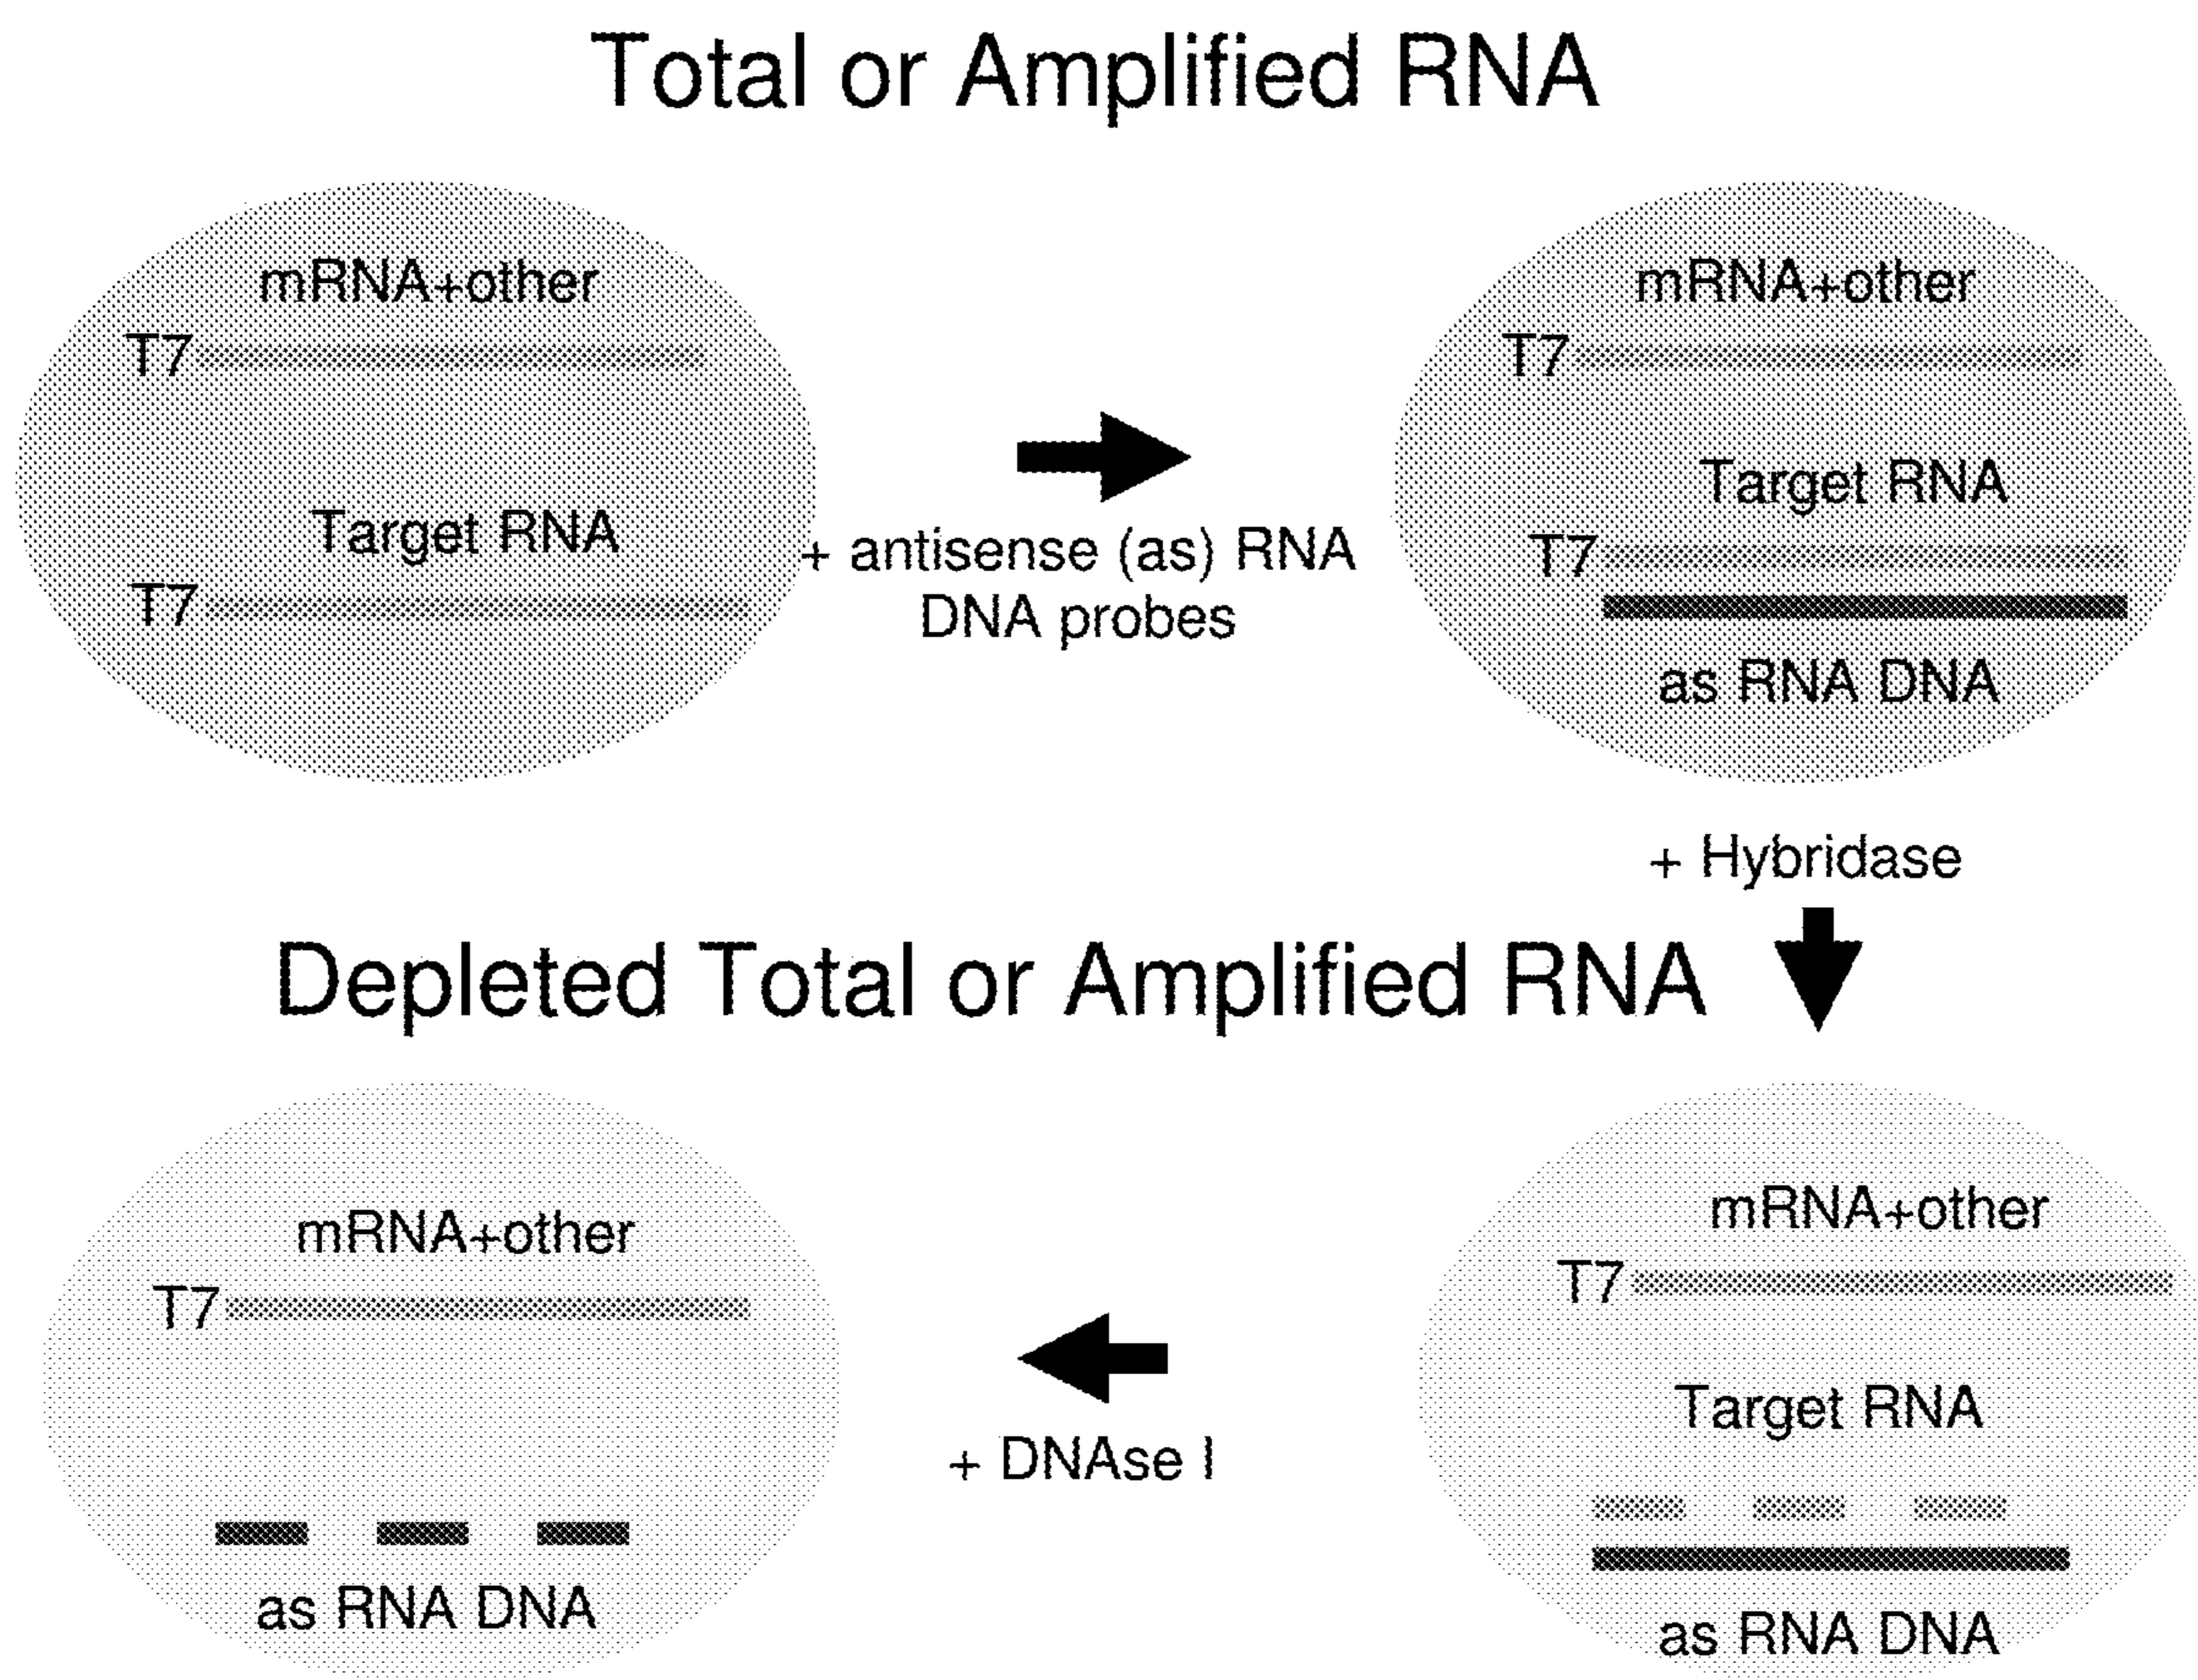 Total or Amplified RNA
mRNA+other
T7
Target RNA
T7
+ antisense (as) RNA
DNA probes
mRNA+other
T7
Target RNA
T7
as RNA DNA
+ Hybridase
Depleted Total or Amplified RNA
mRNA+other
T7
Target RNA
as RNA DNA
+ DNAse I
mRNA+other
T7
as RNA DNA